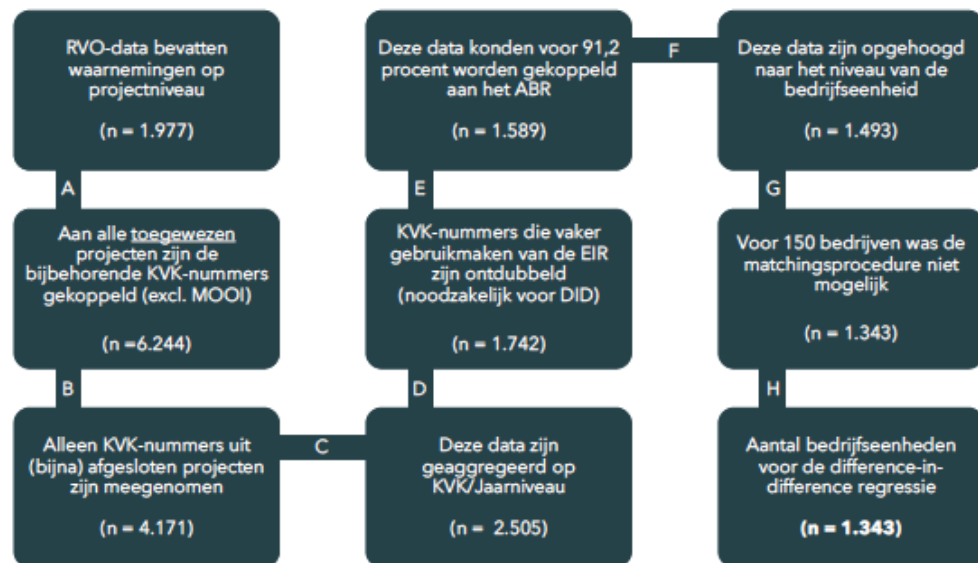 RVO-data bevatten
waarnemingen op
projectniveau
(n = 1.977)
A
Aan alle toegewezen
projecten zijn de
bijbehorende KVK-nummers
gekoppeld (excl. MOOI)
(n =6.244)
B
Alleen KVK-nummers uit
(bijna) afgesloten projecten
zijn meegenomen
(n = 4.171)
C
Deze data zijn
geaggregeerd op
KVK/Jaarniveau
(n = 2.505)
D
KVK-nummers die vaker
gebruikmaken van de EIR
zijn ontdubbeld
(noodzakelijk voor DID)
(n = 1.742)
E
Deze data konden voor 91,2
procent worden gekoppeld
aan het ABR
(n = 1.589)
F
Deze data zijn opgehoogd
naar het niveau van de
bedrijfseenheid
(n = 1.493)
G
Voor 150 bedrijven was de
matchingsprocedure niet
mogelijk
(n = 1.343)
H
Aantal bedrijfseenheden
voor de difference-in-
difference regressie
(n = 1.343)